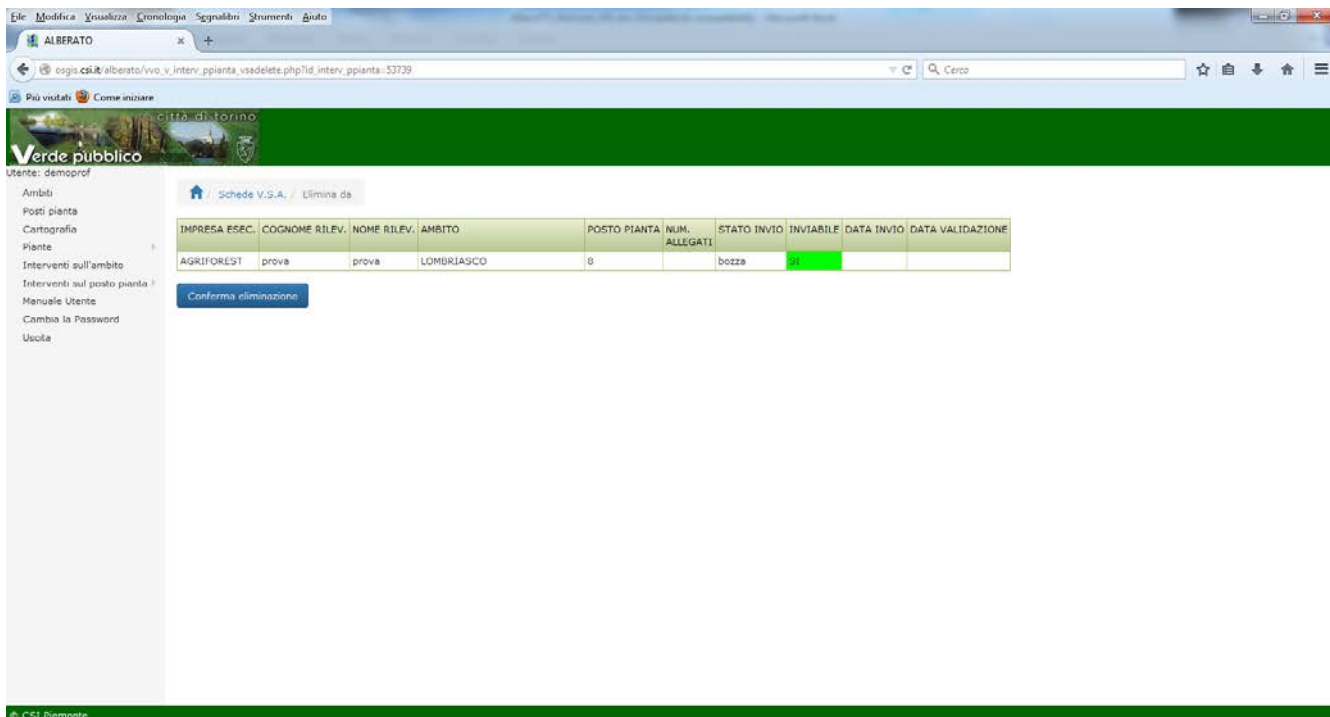 File Modifica Visualizza Cronologia Segnalibri Strumenti Aiuto
ALBERATO × +
osgis.csi.it/alberato/vvo_v_interv_ppianta_vsadelete.php?id_interv_ppianta=53739
Cerca
Più visitati Come iniziare
città di torino
Verde pubblico
Utente: demoprof
Ambiti
Posti pianta
Cartografia
Piante
Interventi sull'ambito
Interventi sul posto pianta
Manuale Utente
Cambia la Password
Uscita
/ Schede V.S.A. / Elimina da
IMPRESA ESEC. COGNOME RILEV. NOME RILEV. AMBITO POSTO PIANTA NUM. ALLEGATI STATO INVIO INVIABILE DATA INVIO DATA VALIDAZIONE
AGRIFOREST prova prova LOMBRIASCO 8 bozza SI
Conferma eliminazione
© CSI Piemonte